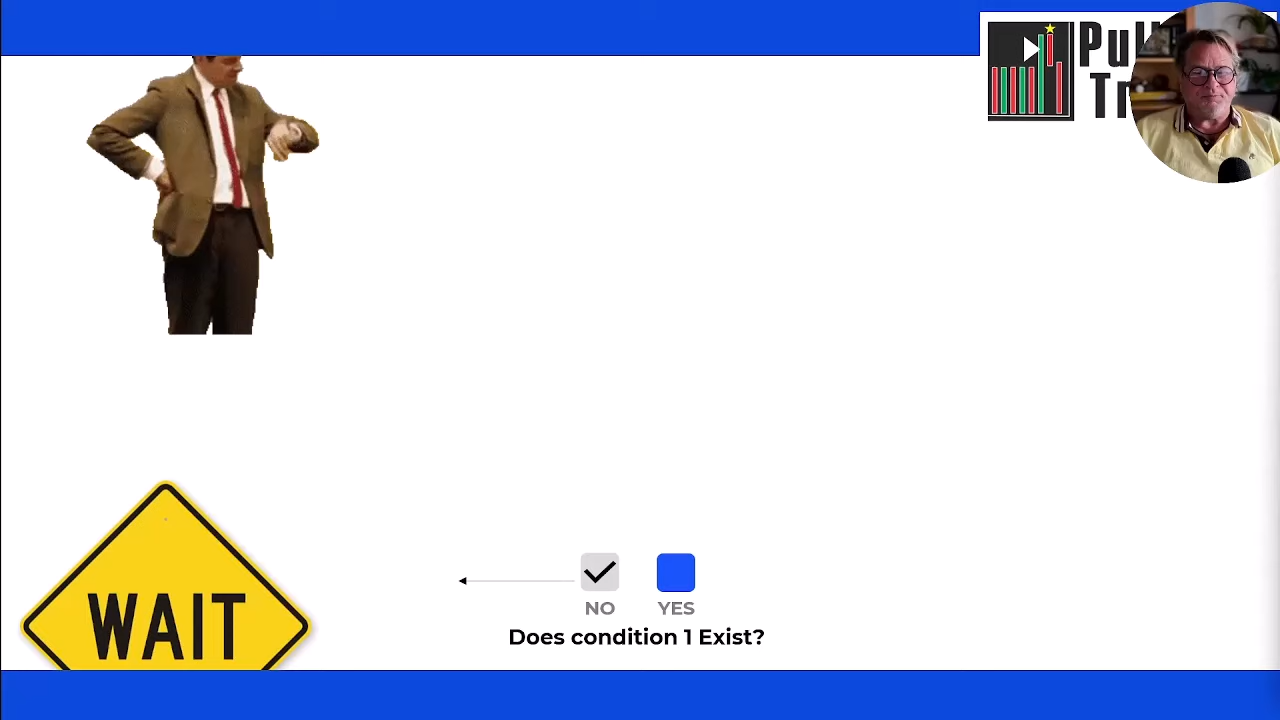 WAIT
NO YES
Does condition 1 Exist?